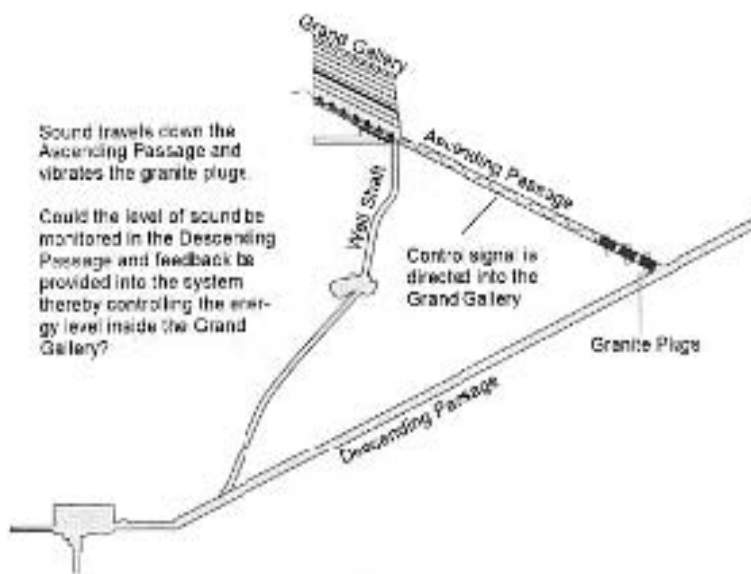 Grand Gallery
Sound travels down the
Ascending Passage and
vibrates the granite plugs
Could the level of sound be
monitored in the Descending
Passage and feedback be
provided into the system
thereby controlling the ener-
gy level inside the Grand
Gallery?
Ascending Passage
Well Shaft
Control signal is
directed into the
Grand Gallery
Granite Plugs
Descending Passage